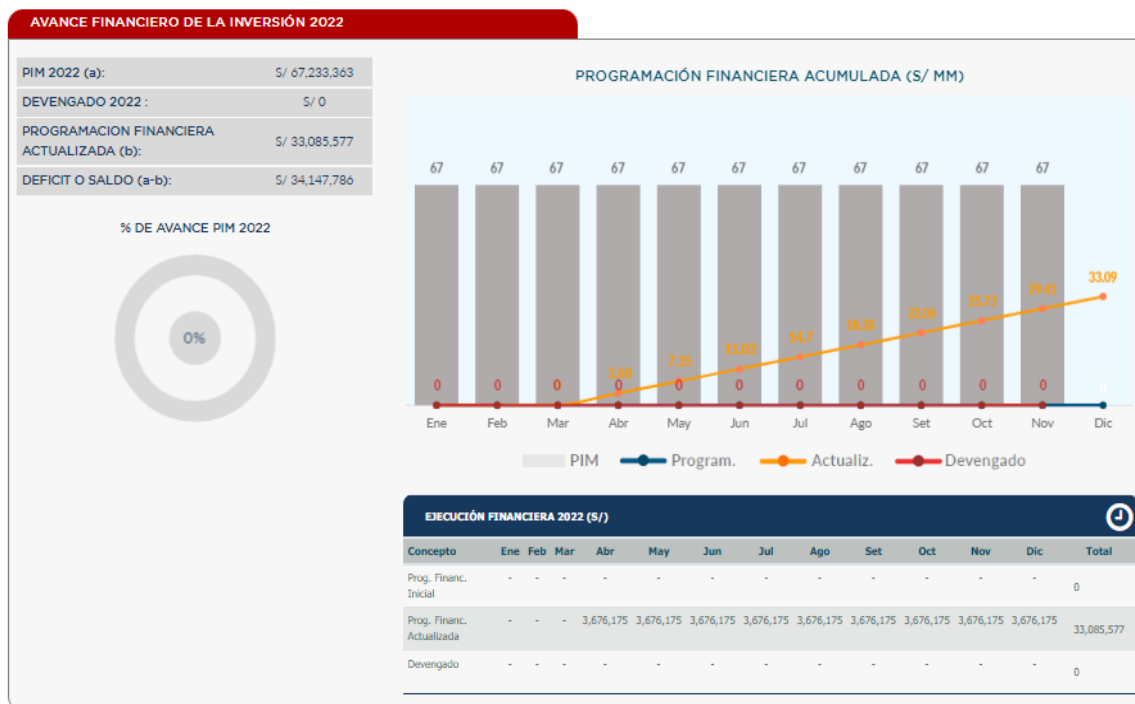 AVANCE FINANCIERO DE LA INVERSIÓN 2022
PIM 2022 (a): S/ 67,233,363
DEVENGADO 2022 : S/ 0
PROGRAMACION FINANCIERA
ACTUALIZADA (b): S/ 33,085,577
DEFICIT O SALDO (a-b): S/ 34,147,786
% DE AVANCE PIM 2022
0%
PROGRAMACIÓN FINANCIERA ACUMULADA (S/ MM)
67 67 67 67 67 67 67 67 67 67 67
3.68 7.35 11.03 14.7 18.38 22.06 25.73 29.41 33.09
0 0 0 0 0 0 0 0 0 0 0 0
Ene Feb Mar Abr May Jun Jul Ago Set Oct Nov Dic
PIM Program. Actualiz. Devengado
EJECUCIÓN FINANCIERA 2022 (S/)
Concepto Ene Feb Mar Abr May Jun Jul Ago Set Oct Nov Dic Total
Prog. Financ.
Inicial - - - - - - - - - - - - 0
Prog. Financ.
Actualizada - - - 3,676,175 3,676,175 3,676,175 3,676,175 3,676,175 3,676,175 3,676,175 3,676,175 3,676,175 33,085,577
Devengado - - - - - - - - - - - - 0